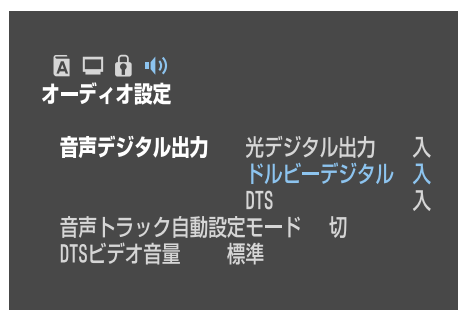 A
オーディオ設定
音声デジタル出力 光デジタル出力 入
ドルビーデジタル 入
DTS 入
音声トラック自動設定モード 切
DTSビデオ音量 標準